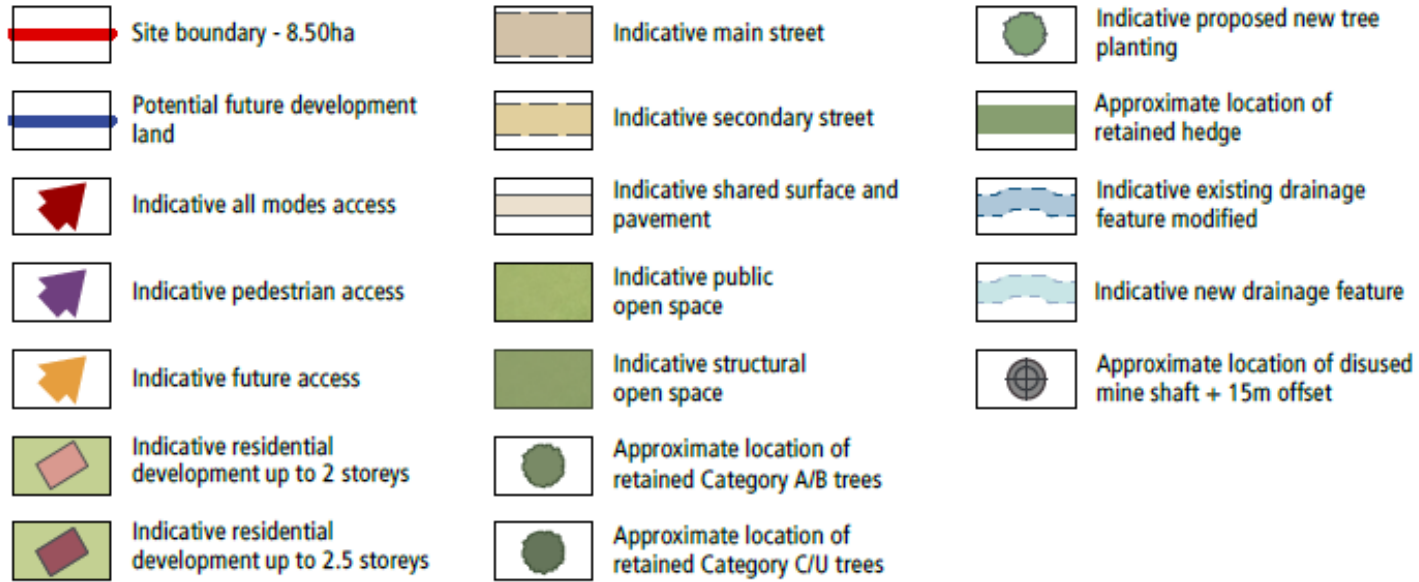 Site boundary - 8.50ha
Potential future development
land
Indicative all modes access
Indicative pedestrian access
Indicative future access
Indicative residential
development up to 2 storeys
Indicative residential
development up to 2.5 storeys
Indicative main street
Indicative secondary street
Indicative shared surface and
pavement
Indicative public
open space
Indicative structural
open space
Approximate location of
retained Category A/B trees
Approximate location of
retained Category C/U trees
Indicative proposed new tree
planting
Approximate location of
retained hedge
Indicative existing drainage
feature modified
Indicative new drainage feature
Approximate location of disused
mine shaft + 15m offset